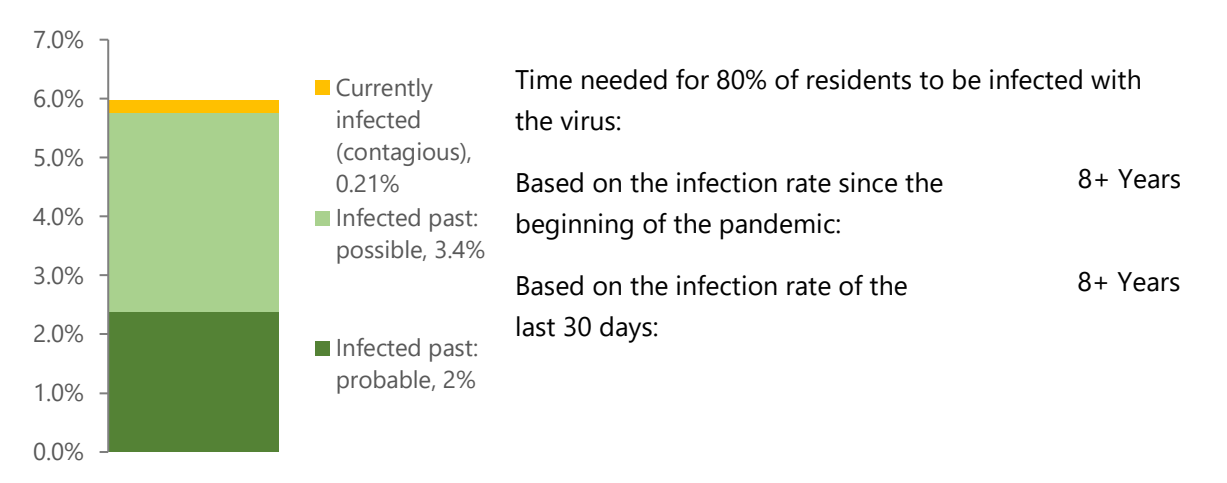 7.0%
6.0%
5.0%
4.0%
3.0%
2.0%
1.0%
0.0%
Currently
infected
(contagious),
0.21%
Infected past:
possible, 3.4%
Infected past:
probable, 2%
Time needed for 80% of residents to be infected with
the virus:
Based on the infection rate since the
beginning of the pandemic:
8+ Years
Based on the infection rate of the
last 30 days:
8+ Years